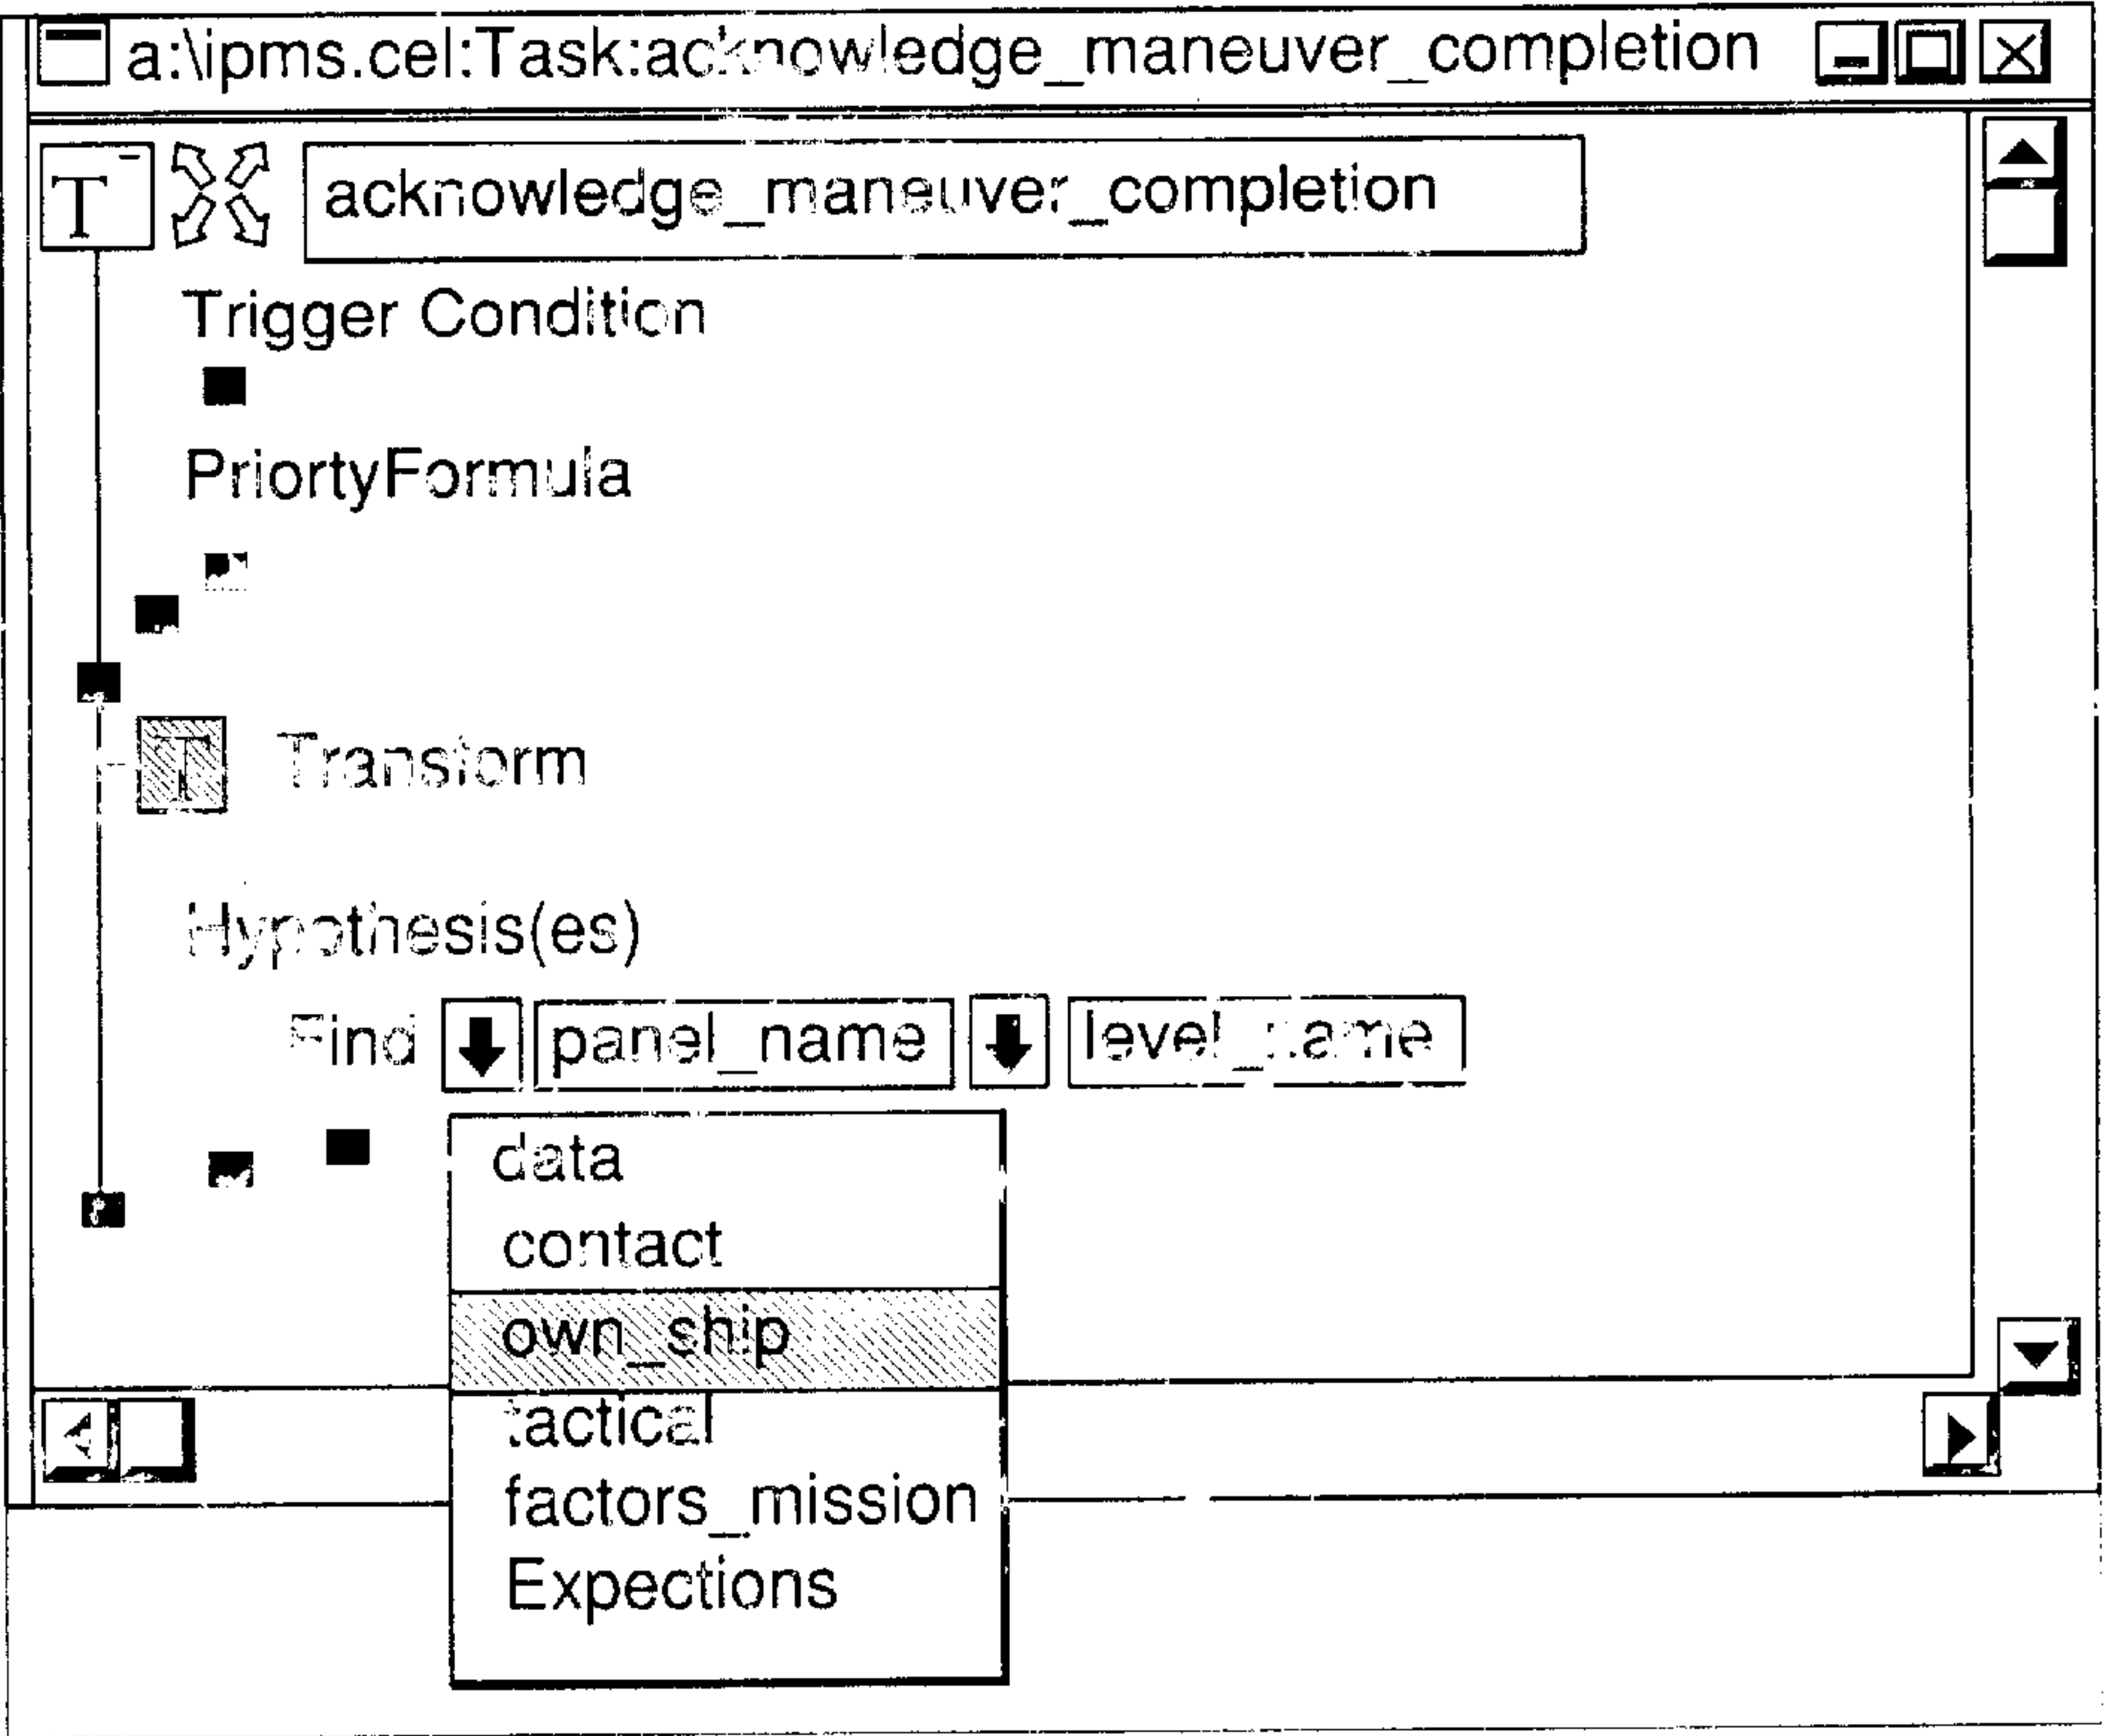 a:\ipms.cel:Task:acknowledge_maneuver_completion
T acknowledge_maneuver_completion
Trigger Condition
PriortyFormula
T Transform
Hypothesis(es)
Find panel_name level_name
data
contact
own_ship
tactical
factors_mission
Expections